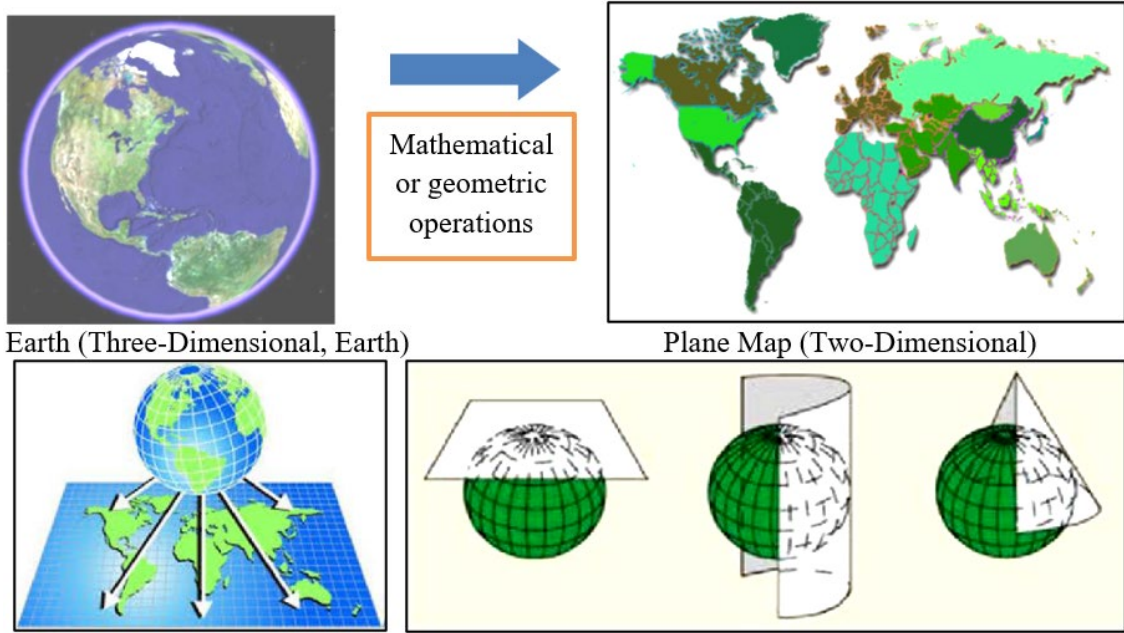 Mathematical
or geometric
operations
Earth (Three-Dimensional, Earth)
Plane Map (Two-Dimensional)